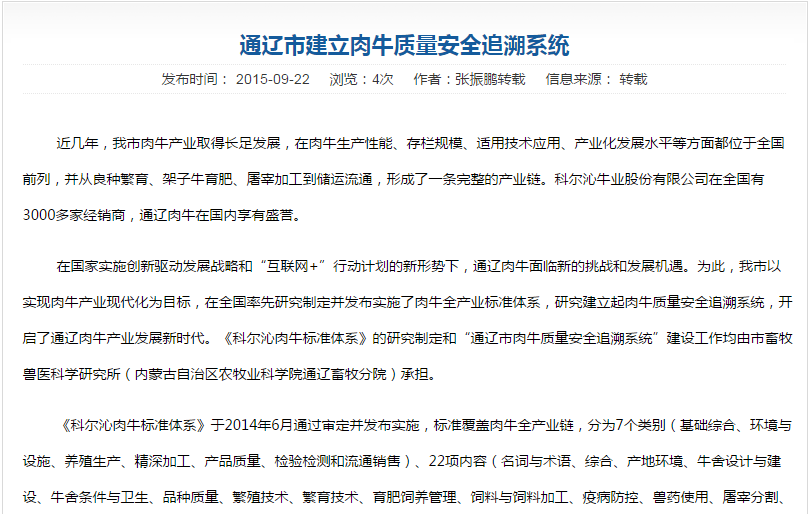 通辽市建立肉牛质量安全追溯系统
发布时间： 2015-09-22 浏览：4次 作者：张振鹏转载 信息来源： 转载
近几年，我市肉牛产业取得长足发展，在肉牛生产性能、存栏规模、适用技术应用、产业化发展水平等方面都位于全国
前列，并从良种繁育、架子牛育肥、屠宰加工到储运流通，形成了一条完整的产业链。科尔沁牛业股份有限公司在全国有
3000多家经销商，通辽肉牛在国内享有盛誉。
在国家实施创新驱动发展战略和“互联网+”行动计划的新形势下，通辽肉牛面临新的挑战和发展机遇。为此，我市以
实现肉牛产业现代化为目标，在全国率先研究制定并发布实施了肉牛全产业标准体系，研究建立起肉牛质量安全追溯系统，开
启了通辽肉牛产业发展新时代。《科尔沁肉牛标准体系》的研究制定和“通辽市肉牛质量安全追溯系统”建设工作均由市畜牧
兽医科学研究所（内蒙古自治区农牧业科学院通辽畜牧分院）承担。
《科尔沁肉牛标准体系》于2014年6月通过审定并发布实施，标准覆盖肉牛全产业链，分为7个类别（基础综合、环境与
设施、养殖生产、精深加工、产品质量、检验检测和流通销售）、22项内容（名词与术语、综合、产地环境、牛舍设计与建
设、牛舍条件与卫生、品种质量、繁殖技术、繁育技术、育肥饲养管理、饲料与饲料加工、疫病防控、兽药使用、屠宰分割、